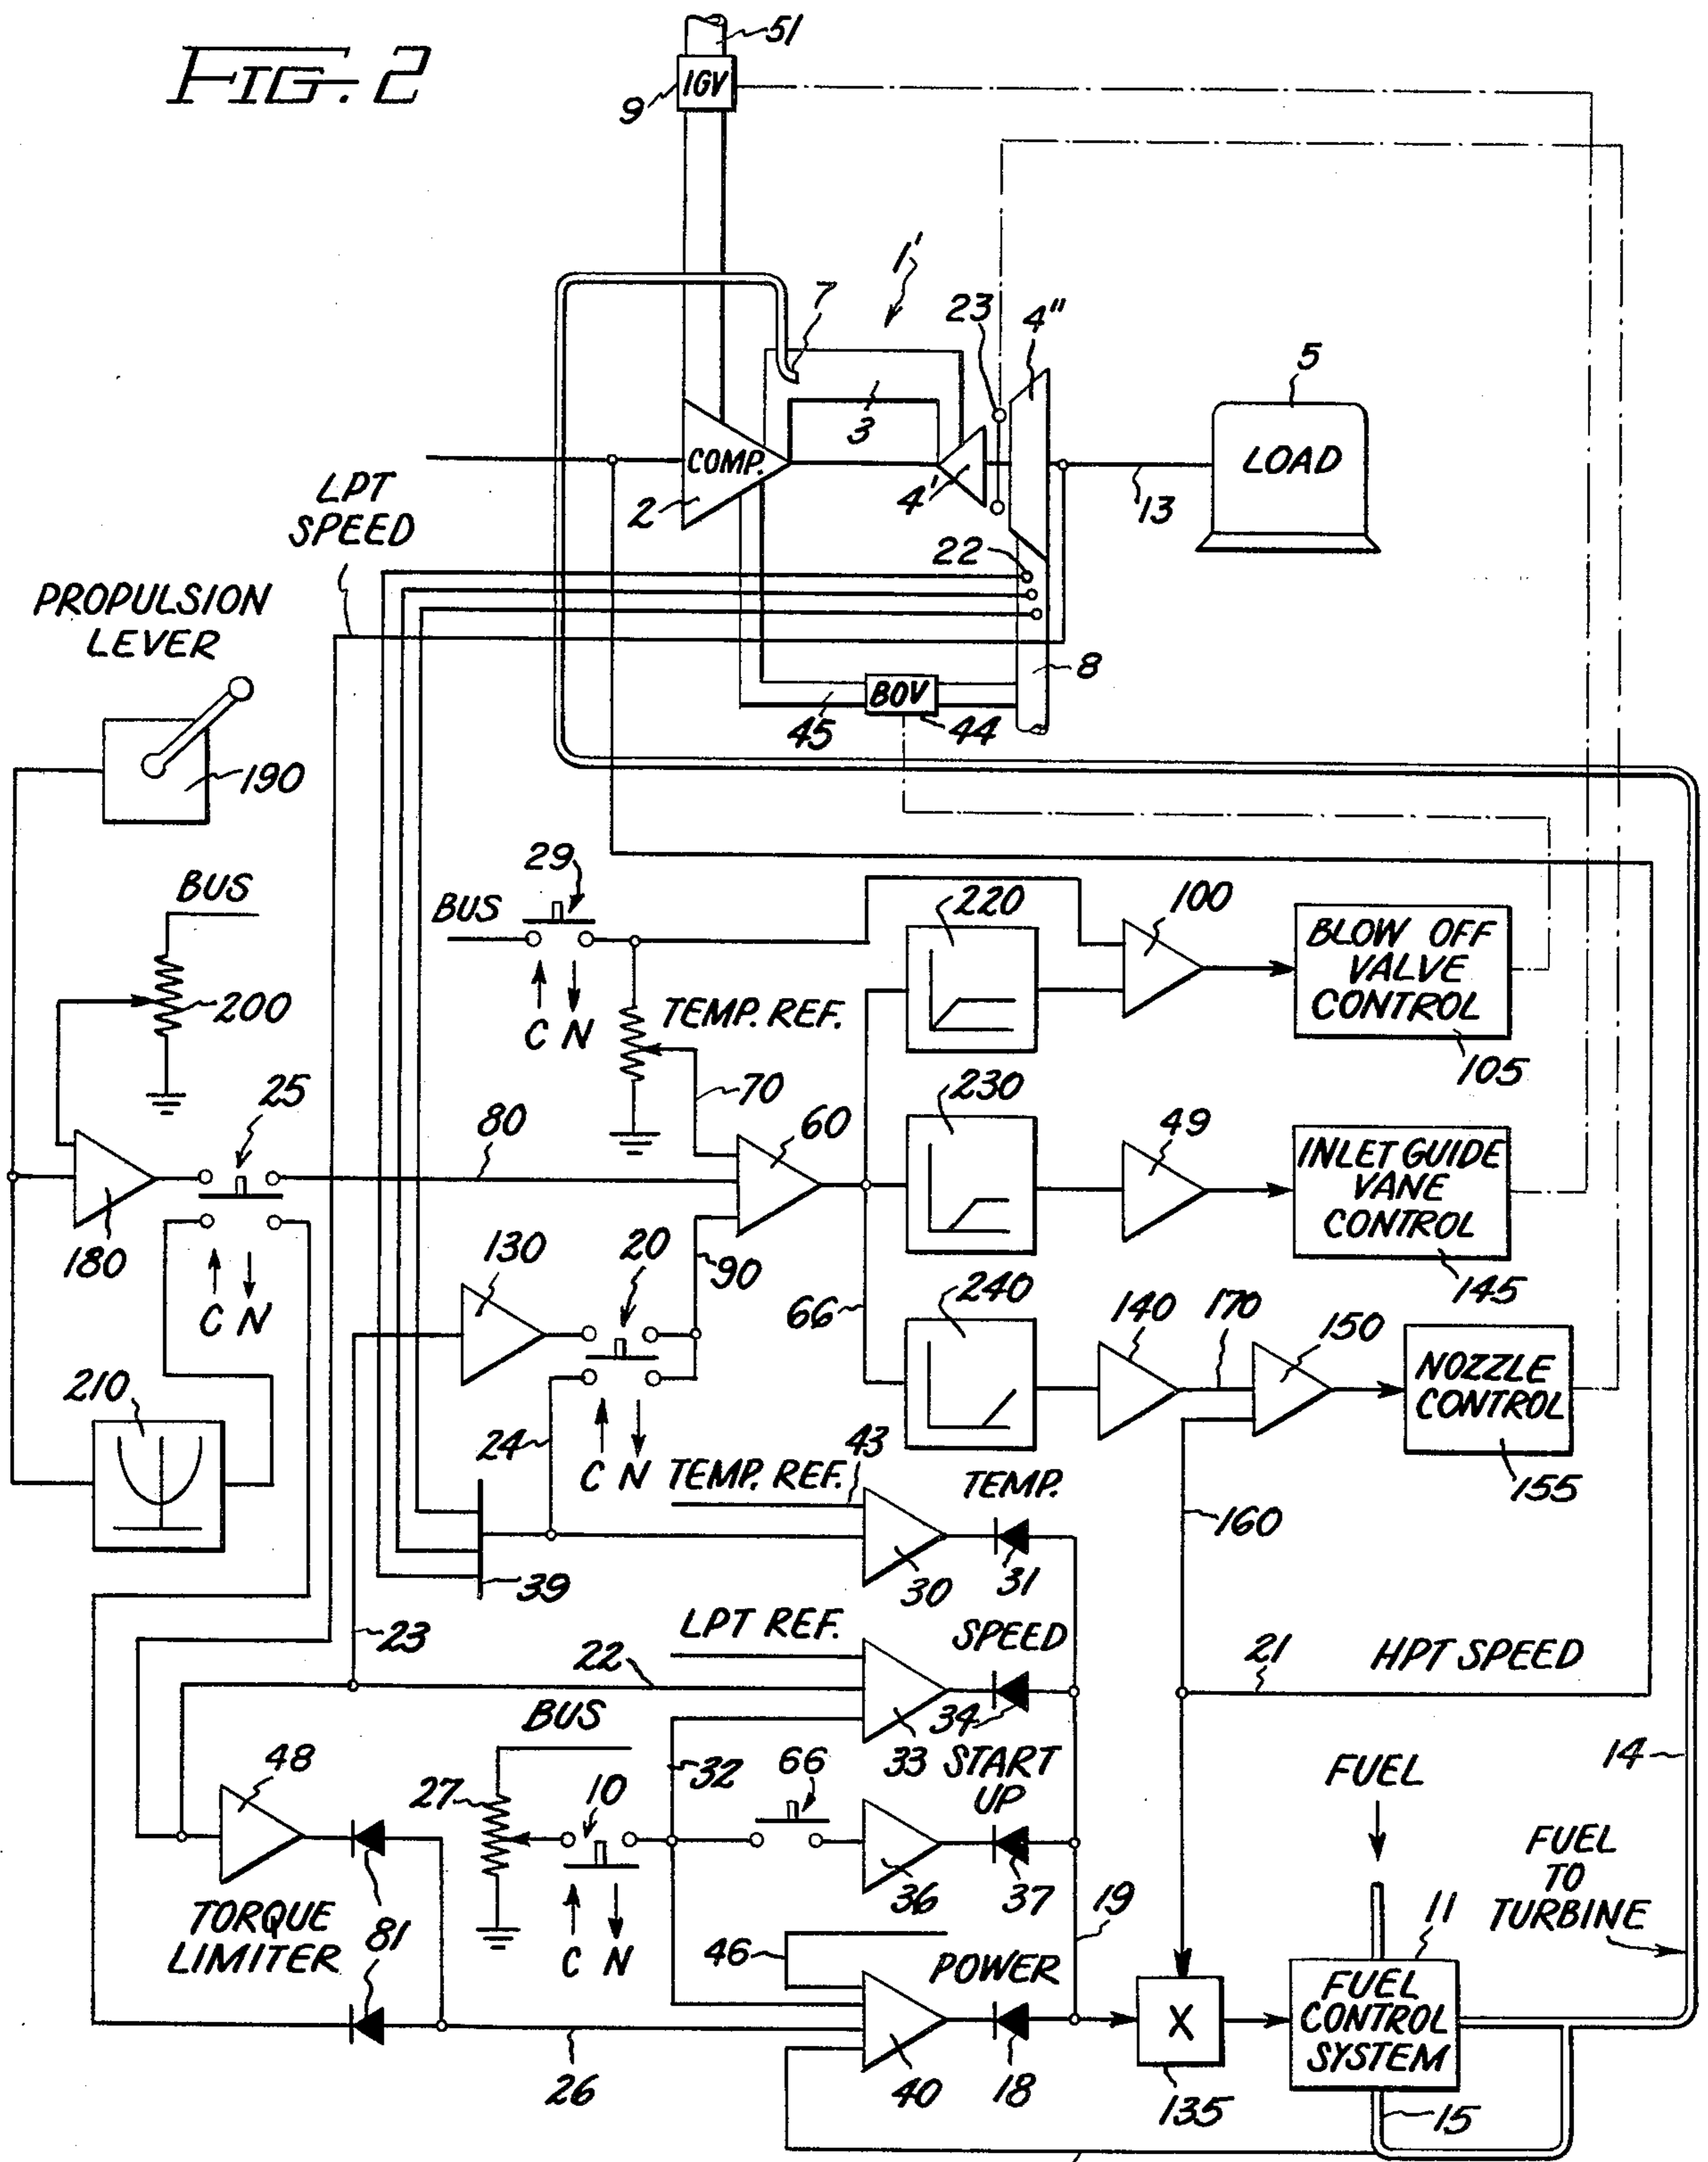 FIG. 2
51
IGV
9
1'
7
23
4"
5
3
COMP.
LOAD
2
4'
13
LPT
SPEED
22
PROPULSION
LEVER
8
BOV
45
44
190
29
BUS
BUS
220
100
BLOW OFF
VALVE
CONTROL
200
C N
TEMP. REF.
105
25
70
230
80
60
49
INLET GUIDE
VANE
CONTROL
180
130
20
90
145
C N
66
240
140
170
150
NOZZLE
CONTROL
210
24
C N
43
TEMP. REF.
TEMP.
155
160
39
30
31
23
LPT REF.
SPEED
21
HPT SPEED
22
BUS
34
33
START
UP
48
27
10
32
66
14
FUEL
FUEL
TO
TURBINE
36
37
19
11
TORQUE
LIMITER
81
C N
46
POWER
FUEL
CONTROL
SYSTEM
X
26
40
18
135
15